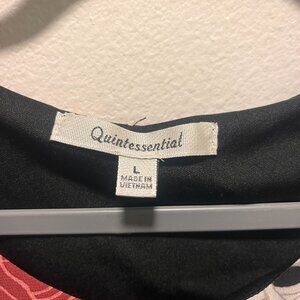 Quintessential
L
MADE IN
VIETNAM